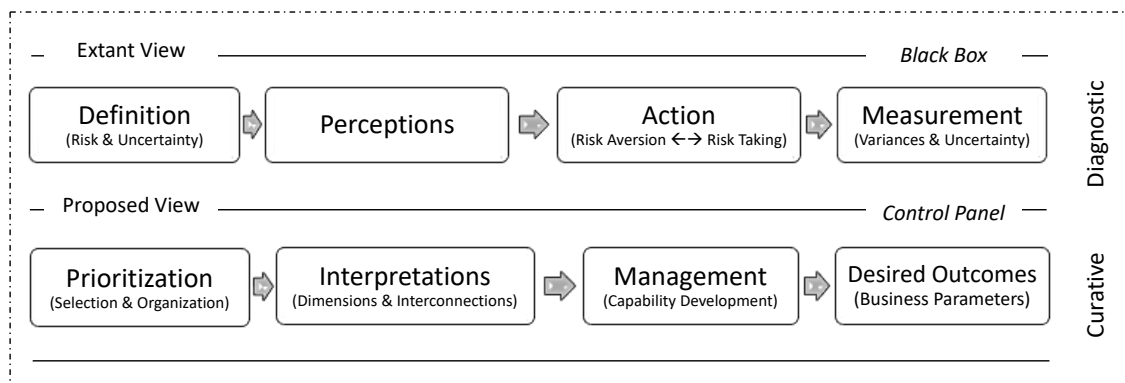 Extant View
Black Box
Definition
(Risk & Uncertainty)
Perceptions
Action
(Risk Aversion ←→ Risk Taking)
Measurement
(Variances & Uncertainty)
Diagnostic
Proposed View
Control Panel
Prioritization
(Selection & Organization)
Interpretations
(Dimensions & Interconnections)
Management
(Capability Development)
Desired Outcomes
(Business Parameters)
Curative